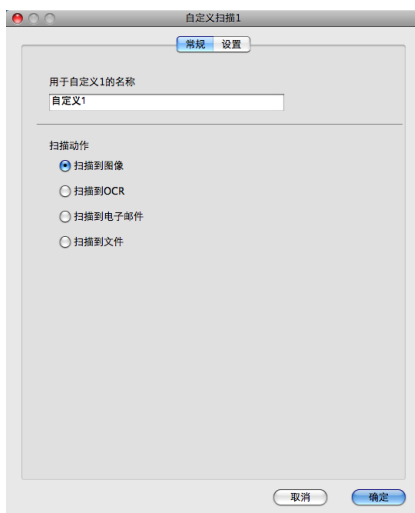 自定义扫描1
常规 设置
用于自定义1的名称
自定义1
扫描动作
扫描到图像
扫描到OCR
扫描到电子邮件
扫描到文件
取消 确定